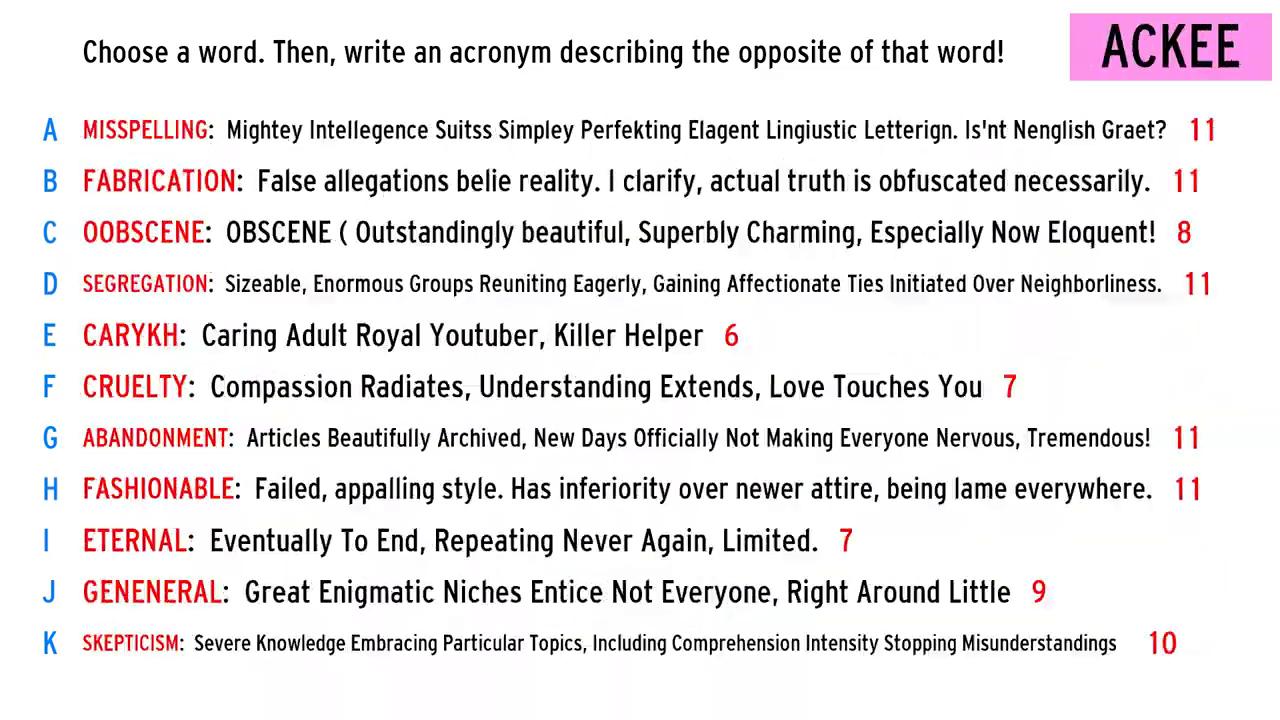 Choose a word. Then, write an acronym describing the opposite of that word!
ACKEE
A MISSPELLING: Mightey Intellegence Suitss Simpley Perfekting Elagent Lingiustic Letterign. Is'nt Nenglish Graet? 11
B FABRICATION: False allegations belie reality. I clarify, actual truth is obfuscated necessarily. 11
C OOBSCENE: OBSCENE ( Outstandingly beautiful, Superbly Charming, Especially Now Eloquent! 8
D SEGREGATION: Sizeable, Enormous Groups Reuniting Eagerly, Gaining Affectionate Ties Initiated Over Neighborliness. 11
E CARYKH: Caring Adult Royal Youtuber, Killer Helper 6
F CRUELTY: Compassion Radiates, Understanding Extends, Love Touches You 7
G ABANDONMENT: Articles Beautifully Archived, New Days Officially Not Making Everyone Nervous, Tremendous! 11
H FASHIONABLE: Failed, appalling style. Has inferiority over newer attire, being lame everywhere. 11
I ETERNAL: Eventually To End, Repeating Never Again, Limited. 7
J GENENERAL: Great Enigmatic Niches Entice Not Everyone, Right Around Little 9
K SKEPTICISM: Severe Knowledge Embracing Particular Topics, Including Comprehension Intensity Stopping Misunderstandings 10